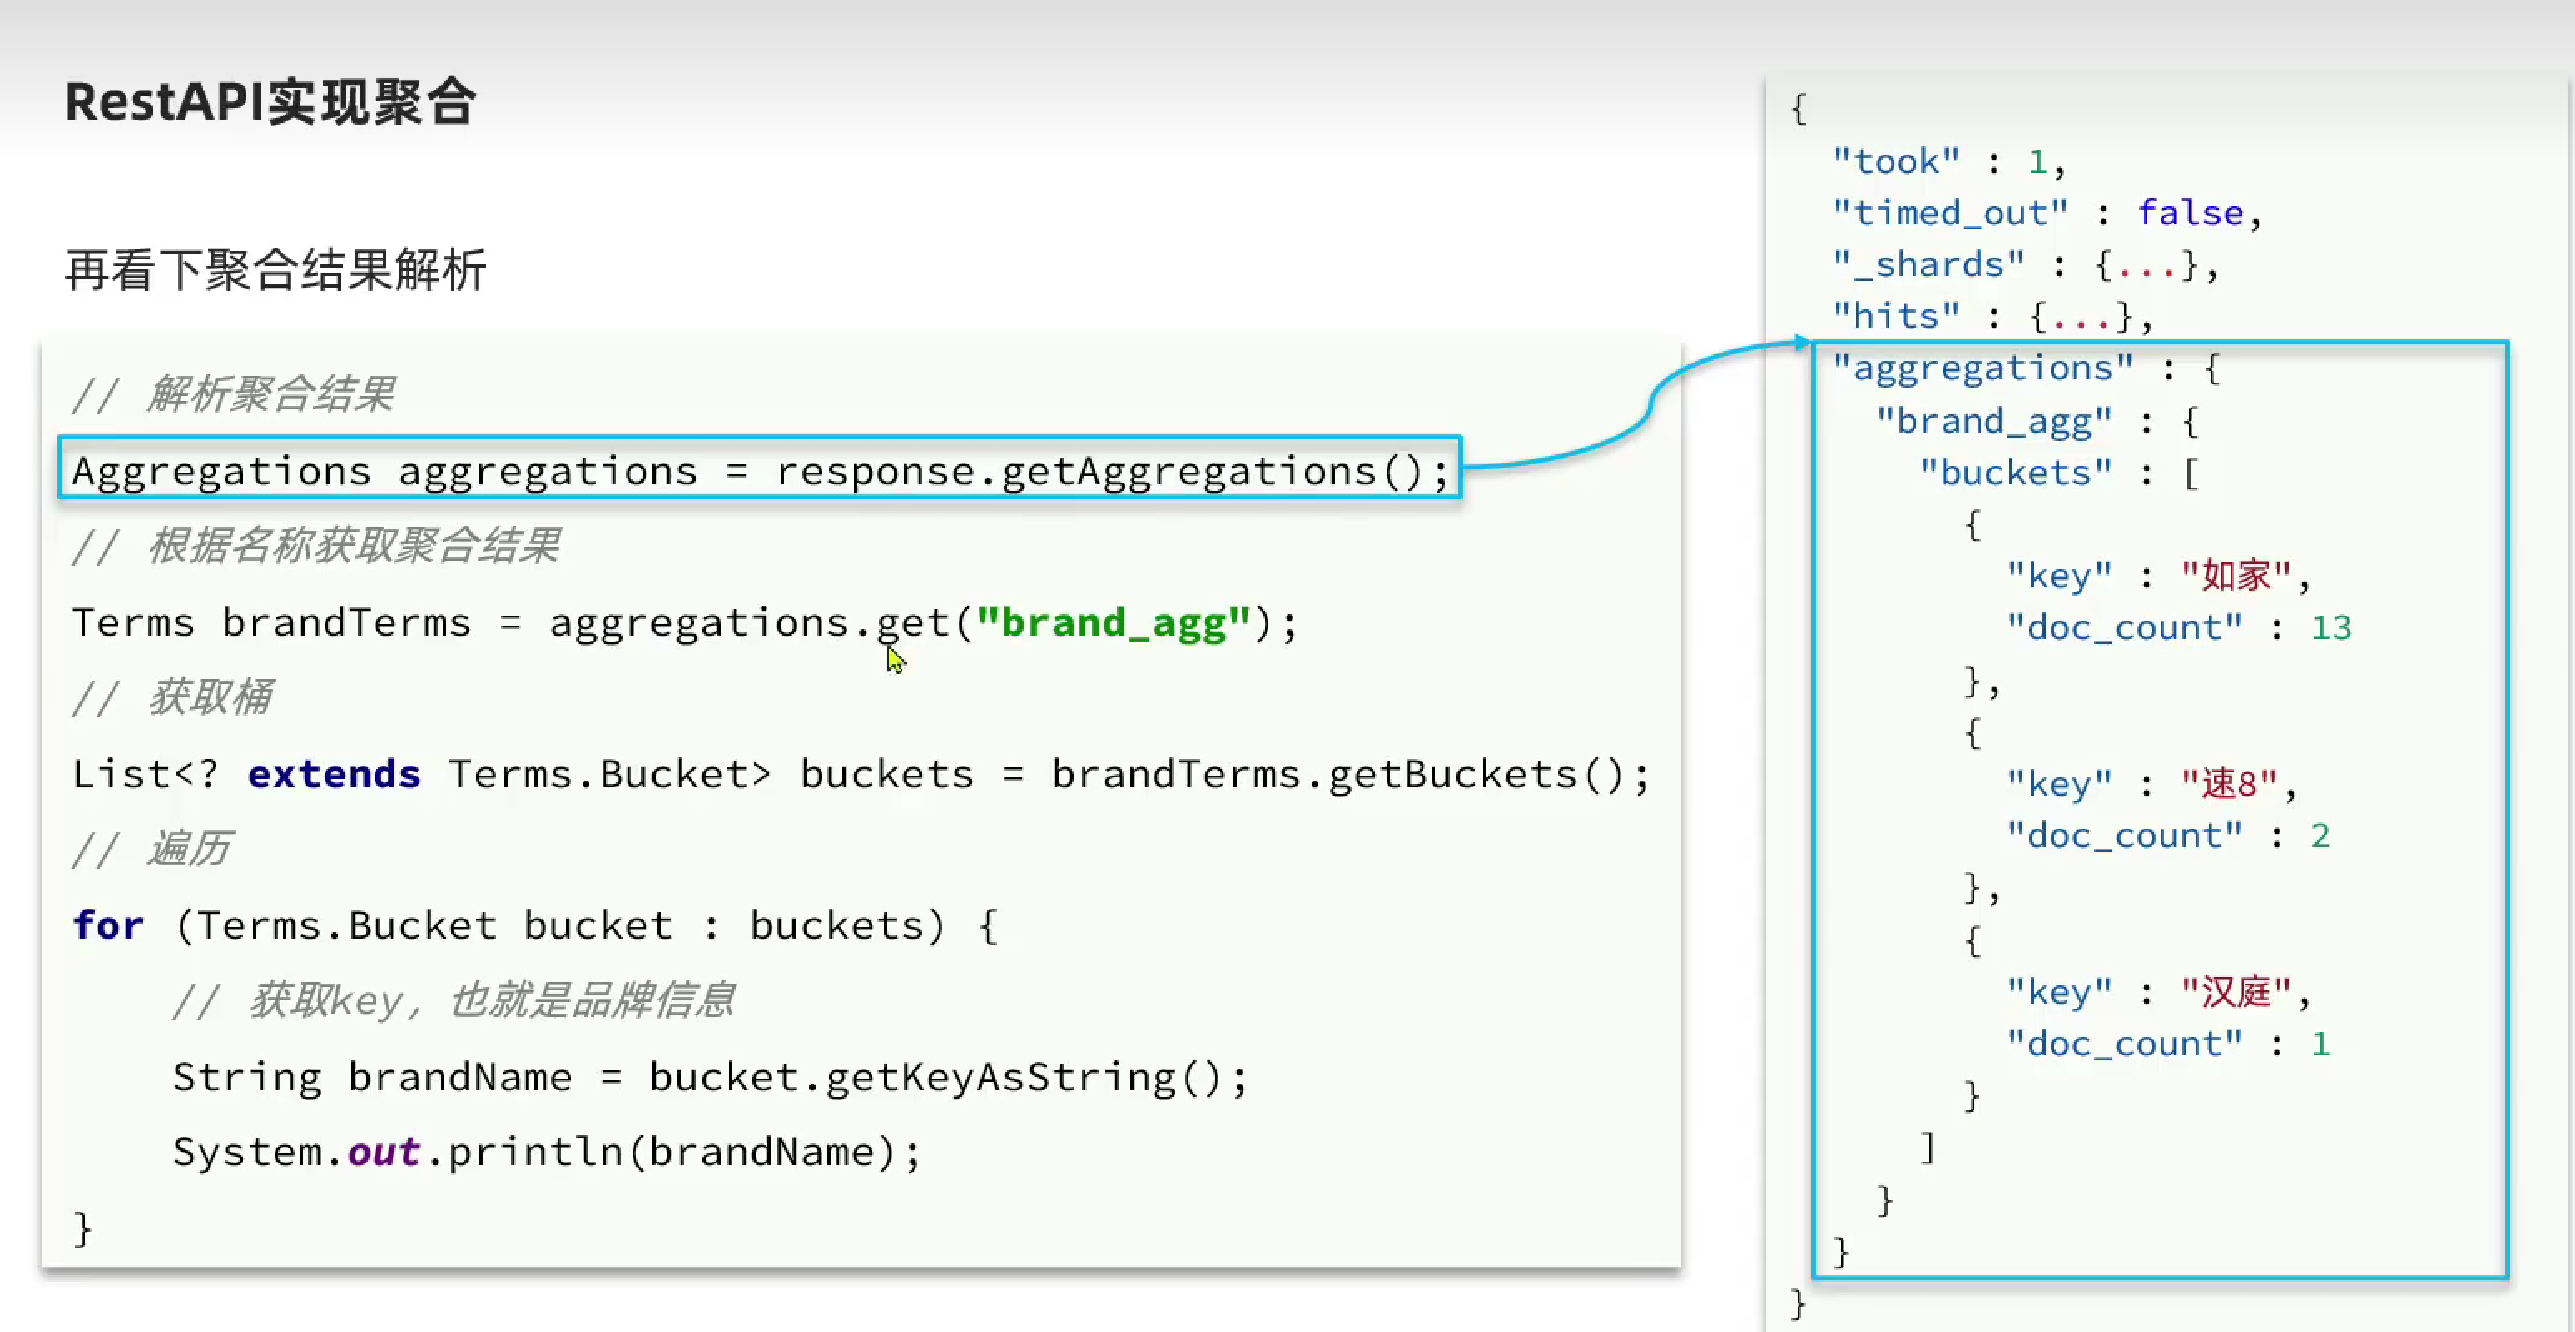 RestAPI实现聚合
再看下聚合结果解析
// 解析聚合结果
Aggregations aggregations = response.getAggregations();
// 根据名称获取聚合结果
Terms brandTerms = aggregations.get("brand_agg");
// 获取桶
List<? extends Terms.Bucket> buckets = brandTerms.getBuckets();
// 遍历
for (Terms.Bucket bucket : buckets) {
    // 获取key，也就是品牌信息
    String brandName = bucket.getKeyAsString();
    System.out.println(brandName);
}
{
  "took" : 1,
  "timed_out" : false,
  "_shards" : {...},
  "hits" : {...},
  "aggregations" : {
    "brand_agg" : {
      "buckets" : [
        {
          "key" : "如家",
          "doc_count" : 13
        },
        {
          "key" : "速8",
          "doc_count" : 2
        },
        {
          "key" : "汉庭",
          "doc_count" : 1
        }
      ]
    }
  }
}